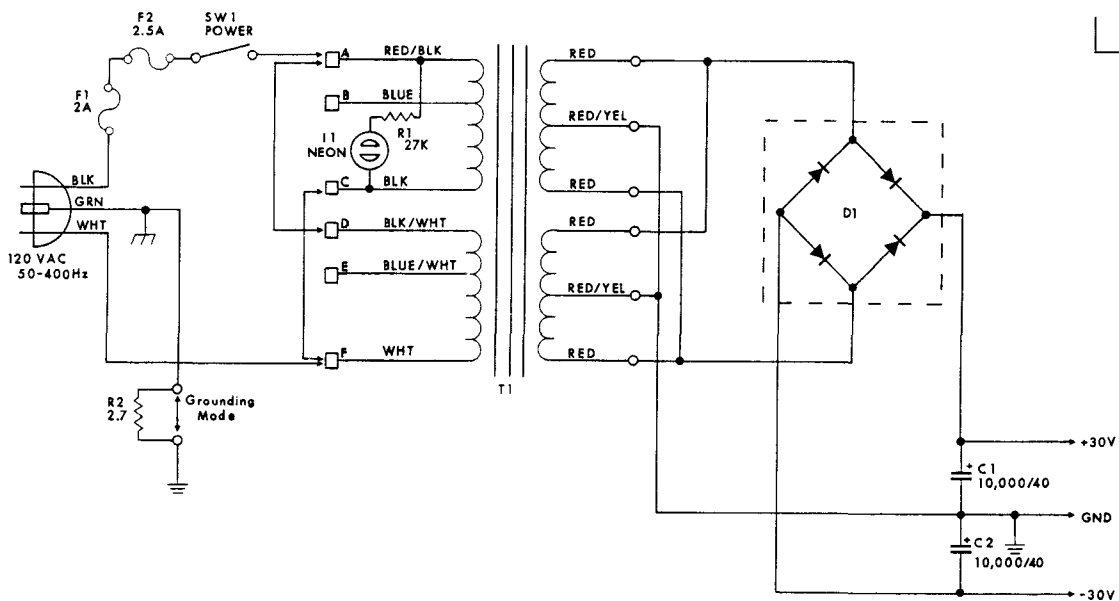 F2
2.5A
SW1
POWER
F1
2A
BLK
GRN
WHT
120 VAC
50-400Hz
R2
2.7
Grounding
Mode
A
RED/BLK
B
BLUE
R1
27K
I1
NEON
C
BLK
D
BLK/WHT
E
BLUE/WHT
F
WHT
T1
RED
RED/YEL
RED
RED
RED/YEL
RED
D1
+30V
+
C1
10,000/40
GND
+
C2
10,000/40
-30V